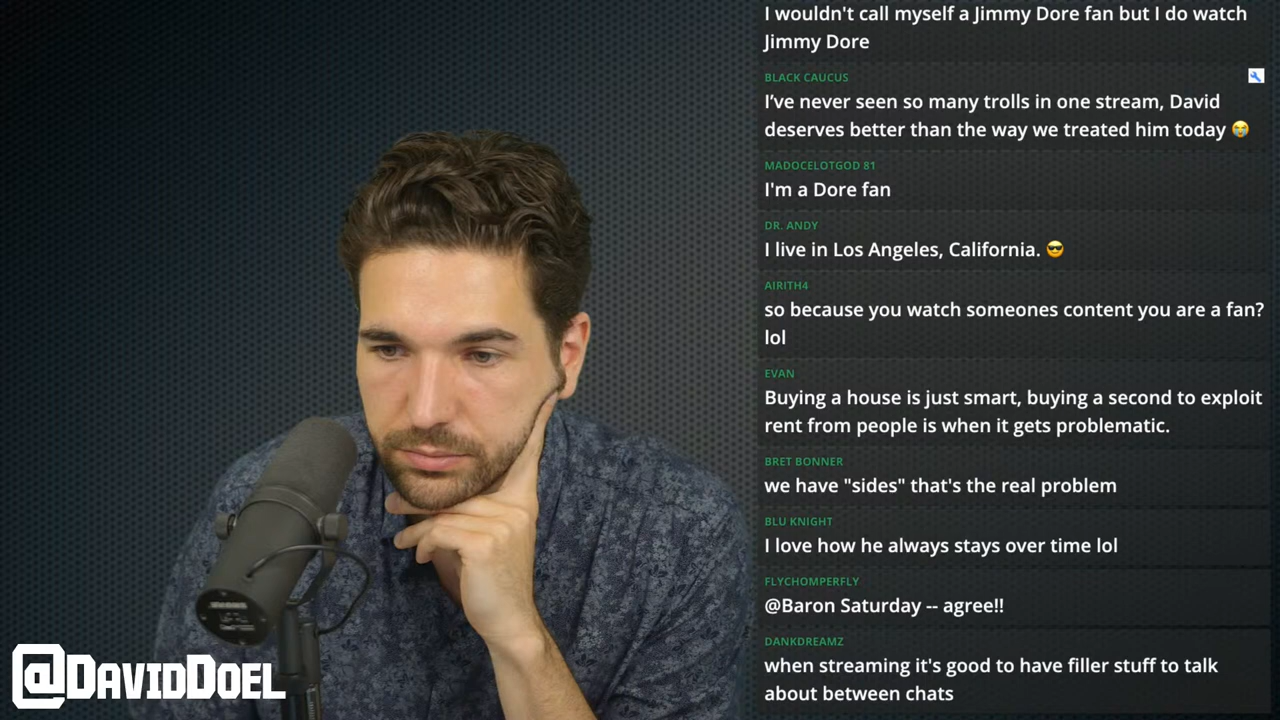 I wouldn't call myself a Jimmy Dore fan but I do watch
Jimmy Dore
BLACK CAUCUS
I’ve never seen so many trolls in one stream, David
deserves better than the way we treated him today 😭
MADOCELOTGOD 81
I'm a Dore fan
DR. ANDY
I live in Los Angeles, California. 😎
AIRITH4
so because you watch someones content you are a fan?
lol
EVAN
Buying a house is just smart, buying a second to exploit
rent from people is when it gets problematic.
BRET BONNER
we have "sides" that's the real problem
BLU KNIGHT
I love how he always stays over time lol
FLYCHOMPERFLY
@Baron Saturday -- agree!!
DANKDREAMZ
when streaming it's good to have filler stuff to talk
about between chats
@DAVIDDOEL